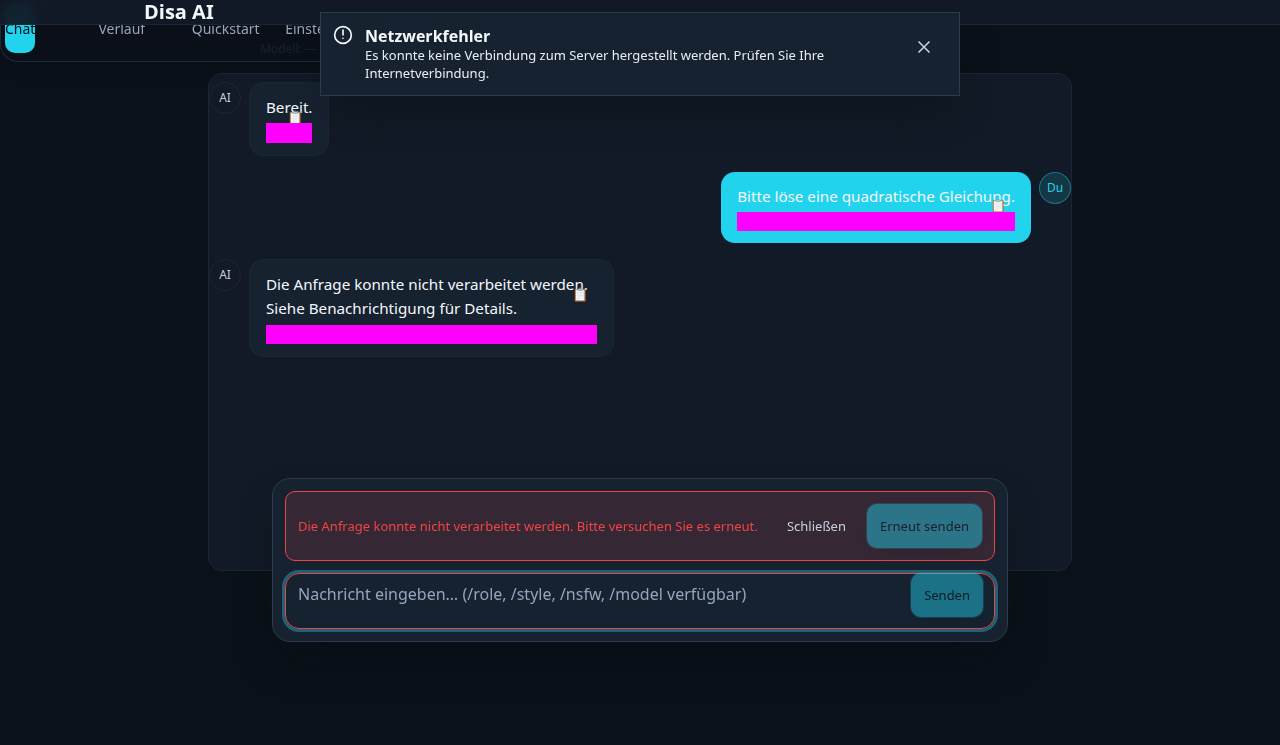 Disa AI
Chat
Verlauf
Quickstart
Einste
Modell: —
Netzwerkfehler
Es konnte keine Verbindung zum Server hergestellt werden. Prüfen Sie Ihre
Internetverbindung.
AI
Bereit.
Bitte löse eine quadratische Gleichung.
Du
AI
Die Anfrage konnte nicht verarbeitet werden.
Siehe Benachrichtigung für Details.
Die Anfrage konnte nicht verarbeitet werden. Bitte versuchen Sie es erneut.
Schließen
Erneut senden
Nachricht eingeben... (/role, /style, /nsfw, /model verfügbar)
Senden